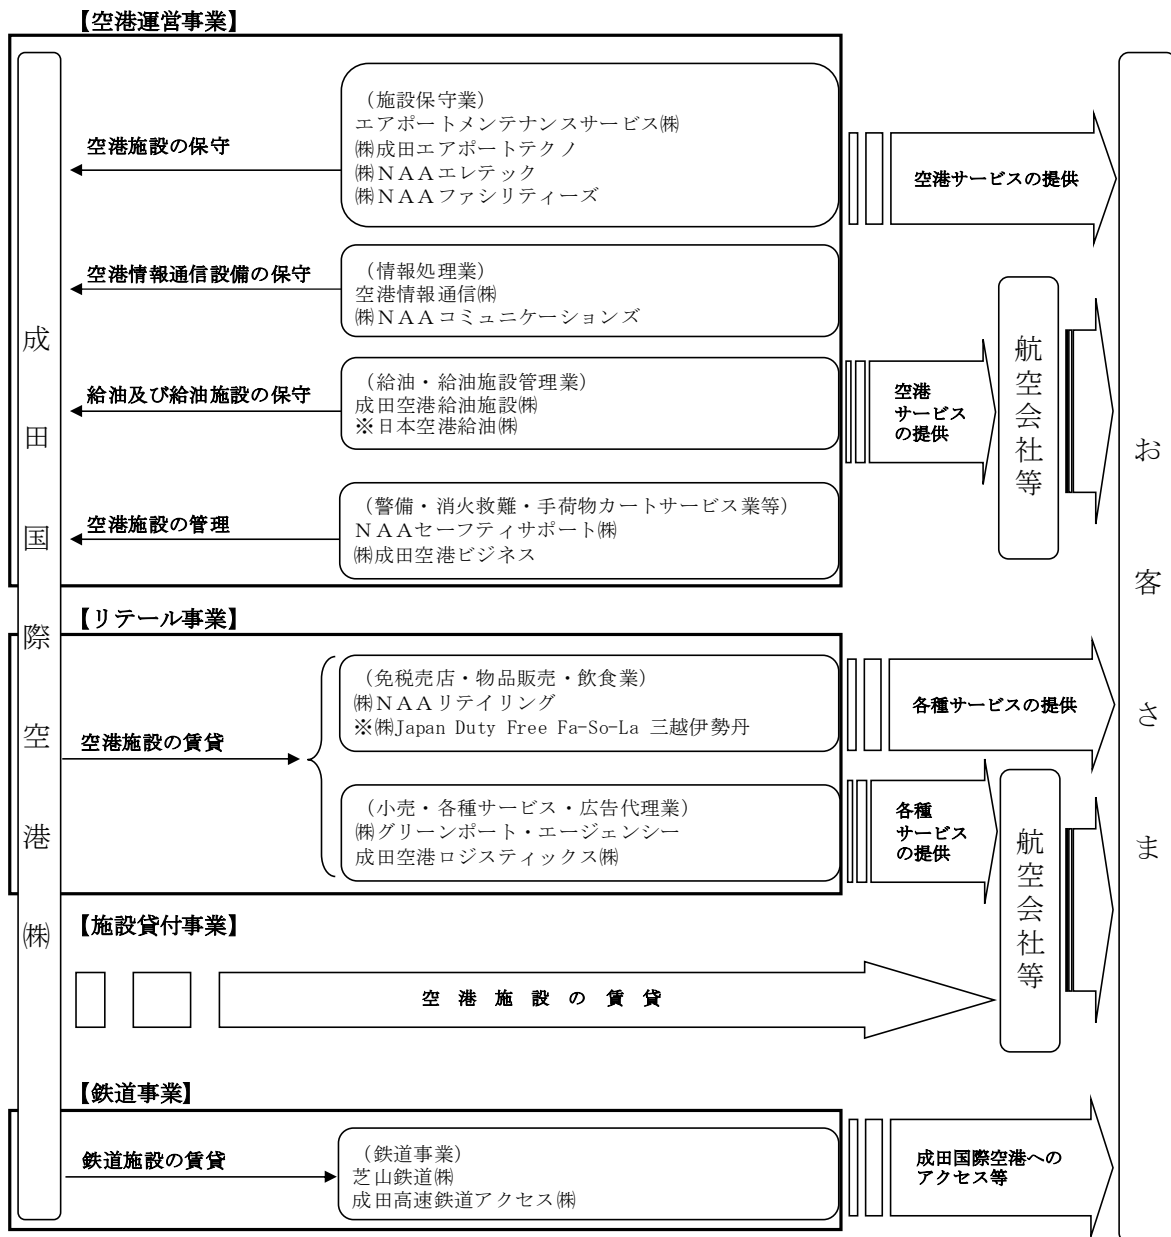 【空港運営事業】
成田国際空港㈱
空港施設の保守
（施設保守業）
エアポートメンテナンスサービス㈱
㈱成田エアポートテクノ
㈱ＮＡＡエレテック
㈱ＮＡＡファシリティーズ
空港サービスの提供
空港情報通信設備の保守
（情報処理業）
空港情報通信㈱
㈱ＮＡＡコミュニケーションズ
給油及び給油施設の保守
（給油・給油施設管理業）
成田空港給油施設㈱
※日本空港給油㈱
空港
サービス
の提供
航空会社等
お客さま
空港施設の管理
（警備・消火救難・手荷物カートサービス業等）
ＮＡＡセーフティサポート㈱
㈱成田空港ビジネス
【リテール事業】
空港施設の賃貸
（免税売店・物品販売・飲食業）
㈱ＮＡＡリテイリング
※㈱Japan Duty Free Fa-So-La 三越伊勢丹
各種サービスの提供
（小売・各種サービス・広告代理業）
㈱グリーンポート・エージェンシー
成田空港ロジスティックス㈱
各種
サービス
の提供
航空会社等
【施設貸付事業】
空港施設の賃貸
【鉄道事業】
鉄道施設の賃貸
（鉄道事業）
芝山鉄道㈱
成田高速鉄道アクセス㈱
成田国際空港への
アクセス等